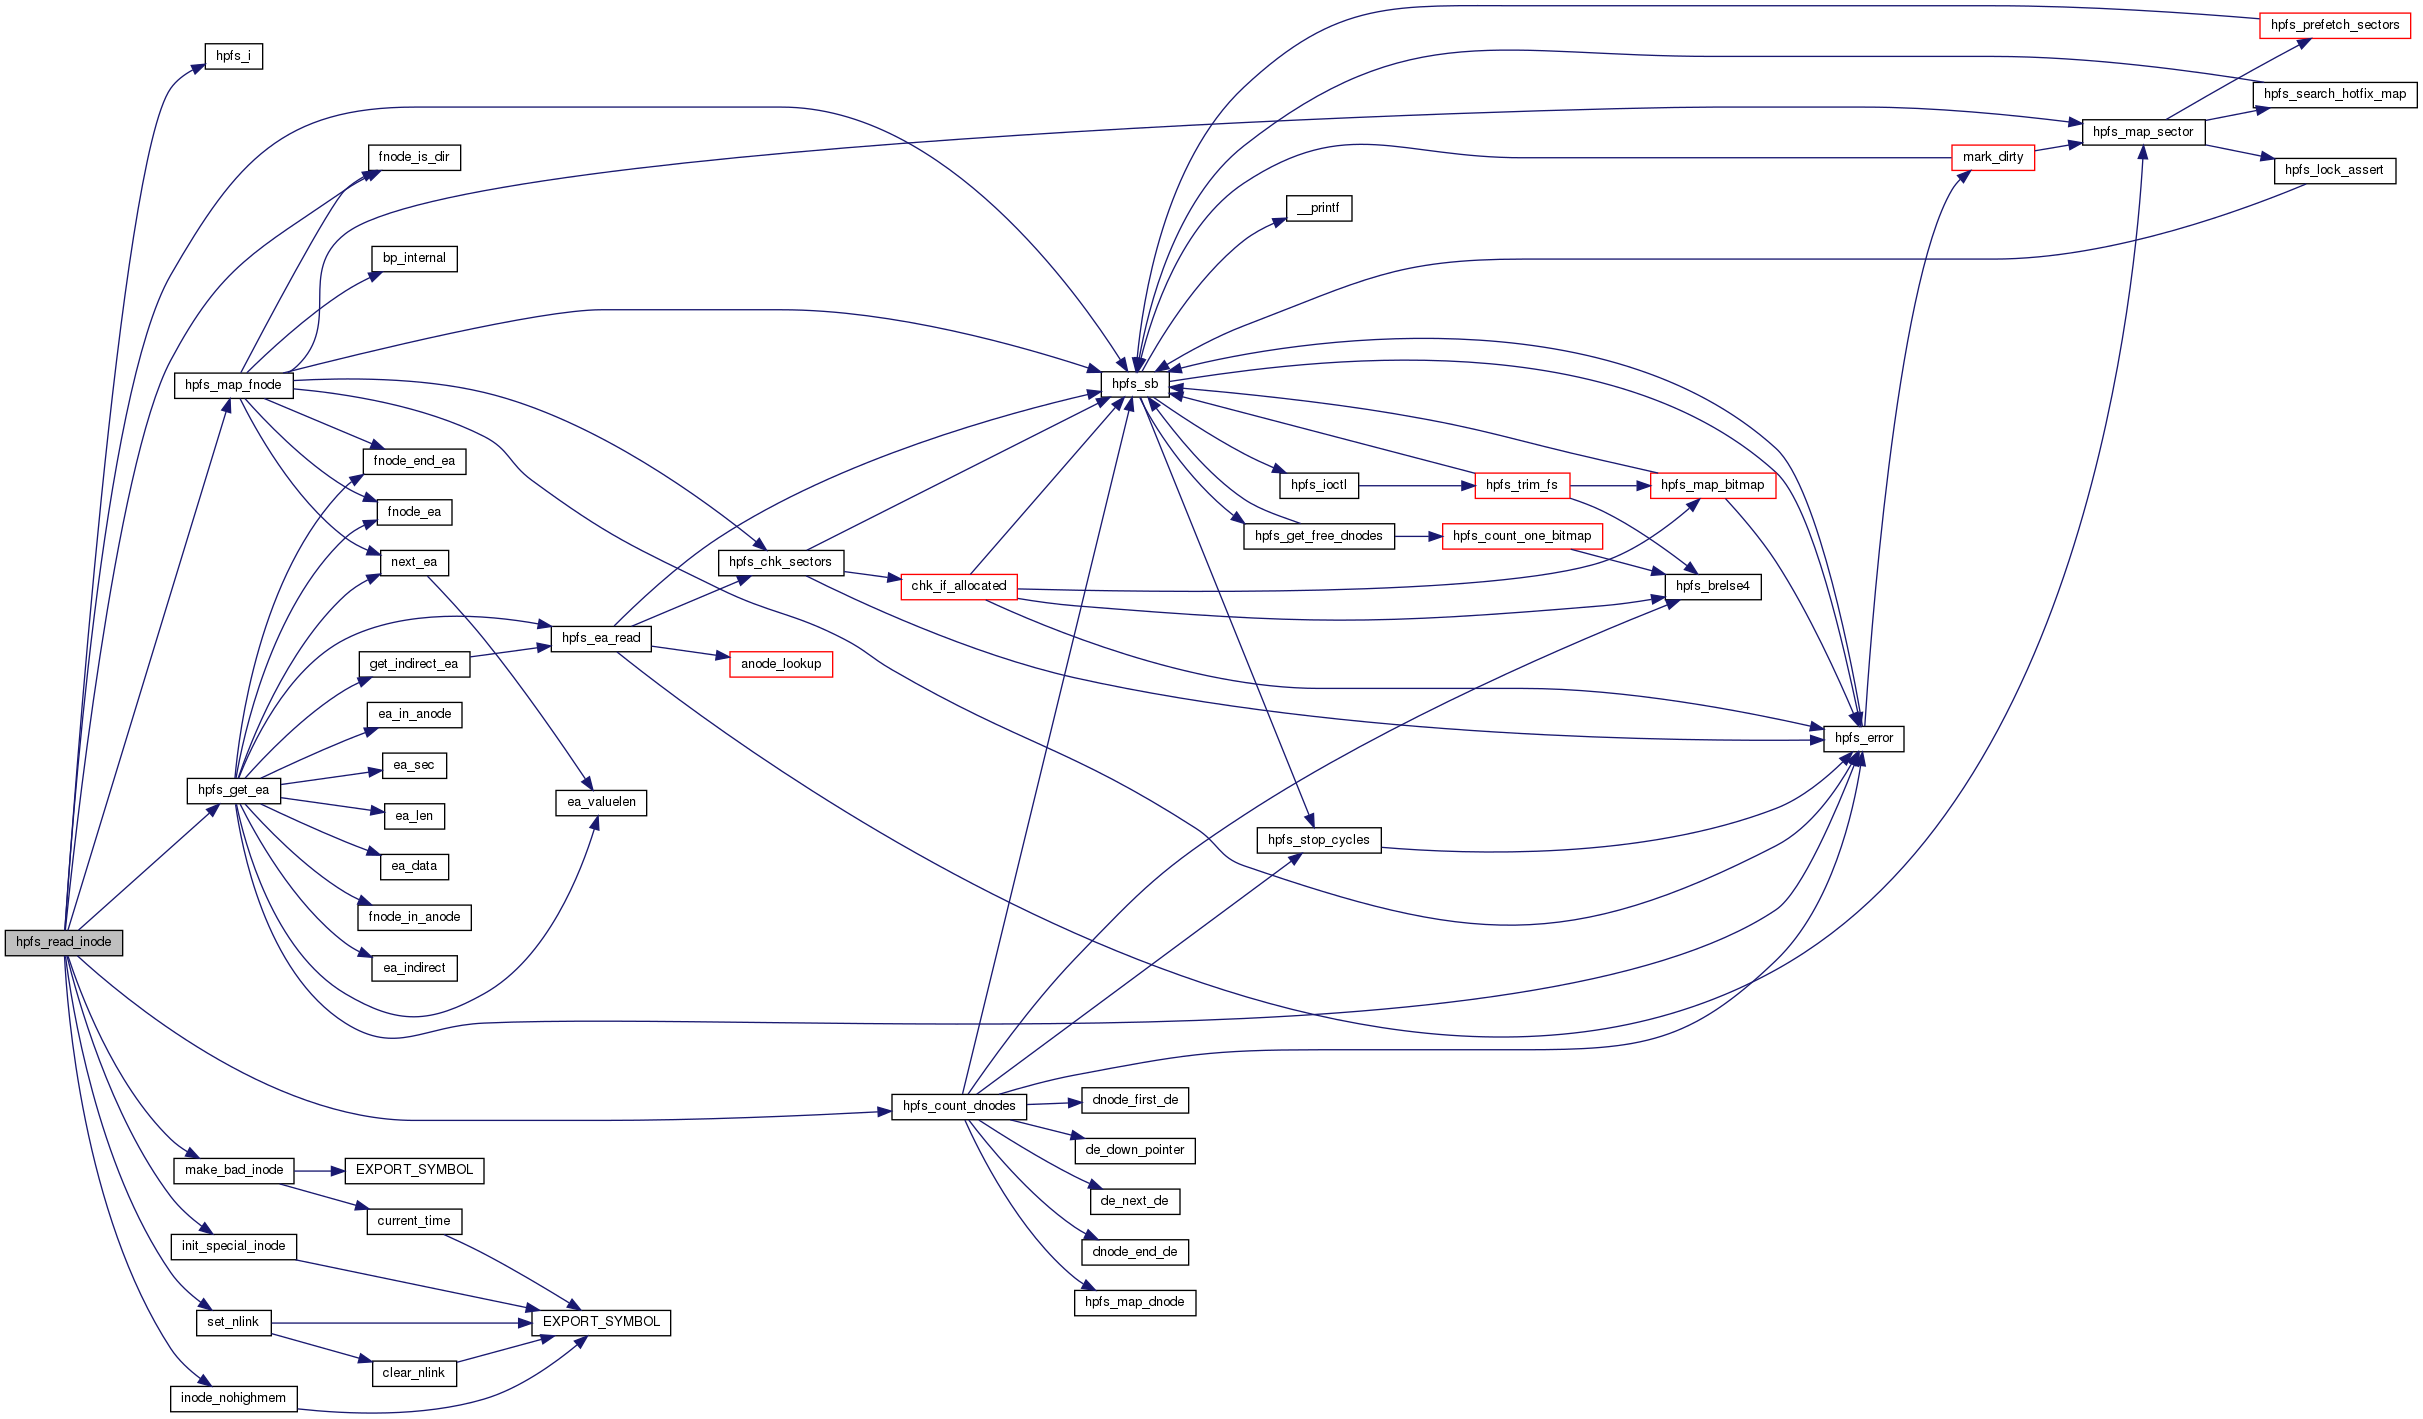 hpfs_read_inode
hpfs_i
hpfs_map_fnode
hpfs_get_ea
make_bad_inode
init_special_inode
set_nlink
inode_nohighmem
fnode_is_dir
bp_internal
fnode_end_ea
fnode_ea
next_ea
get_indirect_ea
ea_in_anode
ea_sec
ea_len
ea_data
fnode_in_anode
ea_indirect
EXPORT_SYMBOL
current_time
clear_nlink
hpfs_ea_read
ea_valuelen
EXPORT_SYMBOL
hpfs_chk_sectors
anode_lookup
chk_if_allocated
hpfs_count_dnodes
hpfs_sb
dnode_first_de
de_down_pointer
de_next_de
dnode_end_de
hpfs_map_dnode
__printf
hpfs_ioctl
hpfs_get_free_dnodes
hpfs_stop_cycles
hpfs_trim_fs
hpfs_count_one_bitmap
hpfs_map_bitmap
hpfs_brelse4
hpfs_error
mark_dirty
hpfs_map_sector
hpfs_prefetch_sectors
hpfs_search_hotfix_map
hpfs_lock_assert